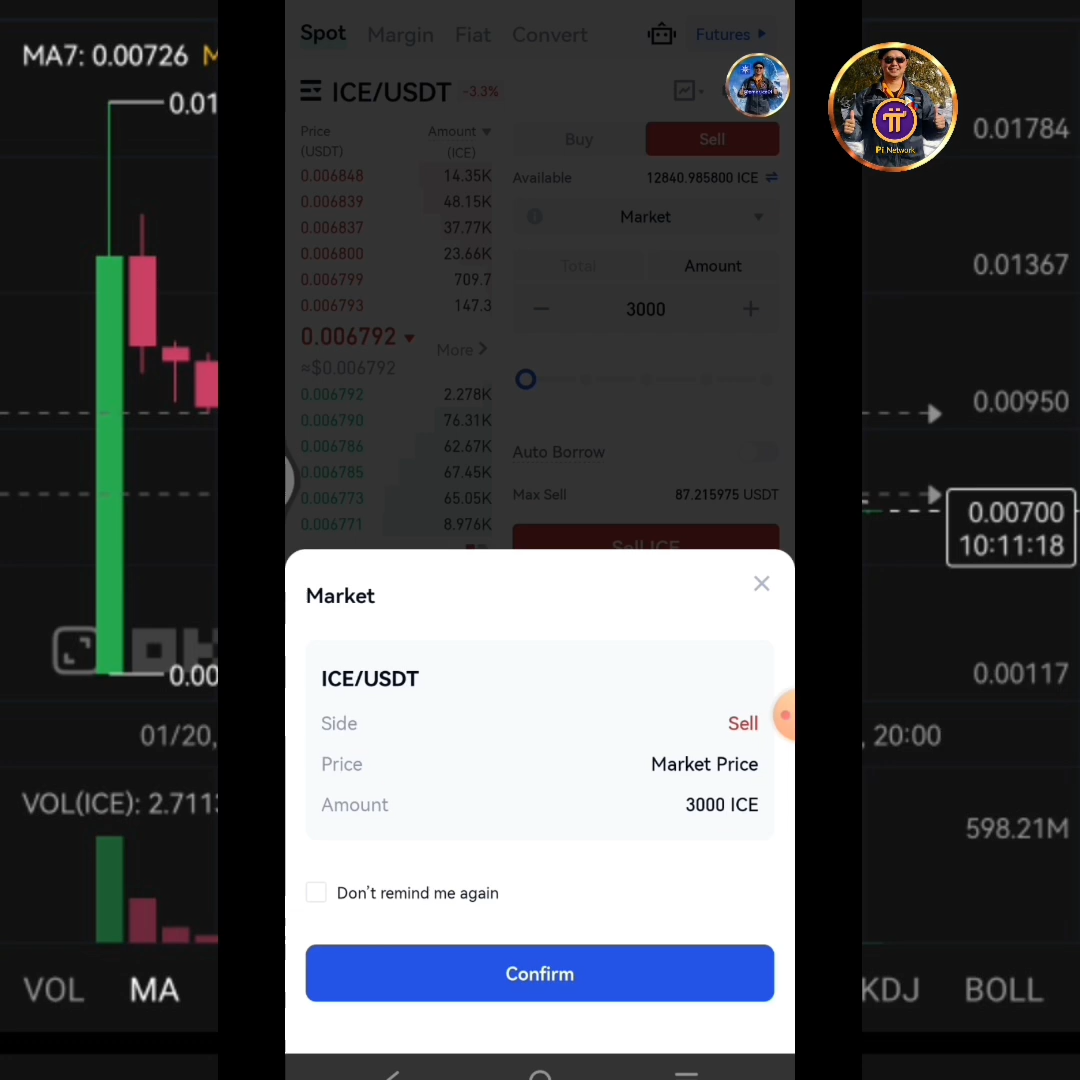 MA7: 0.00726 M
0.01
0.00
01/20,
VOL(ICE): 2.711
VOL MA
Spot Margin Fiat Convert Futures
ICE/USDT -3.3%
Price Amount
(USDT) (ICE)
0.006848 14.35K
0.006839 48.15K
0.006837 37.77K
0.006800 23.66K
0.006799 709.7
0.006793 147.3
0.006792 More
≈$0.006792
0.006792 2.278K
0.006790 76.31K
0.006786 62.67K
0.006785 67.45K
0.006773 65.05K
0.006771 8.976K
Buy Sell
Available 12840.985800 ICE
Market
Total Amount
3000
Auto Borrow
Max Sell 87.215975 USDT
Sell ICE
Market
ICE/USDT
Side Sell
Price Market Price
Amount 3000 ICE
Don't remind me again
Confirm
Pi Network
0.01784
0.01367
0.00950
0.00700
10:11:18
0.00117
, 20:00
598.21M
KDJ BOLL